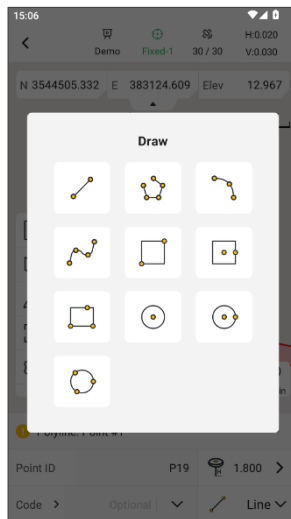 15:06
Demo Fixed-1 30 / 30 H:0.020 V:0.030
N 3544505.332 E 383124.609 Elev 12.967
Draw
Polyline: Point #1
Point ID P19 1.800
Code Optional Line